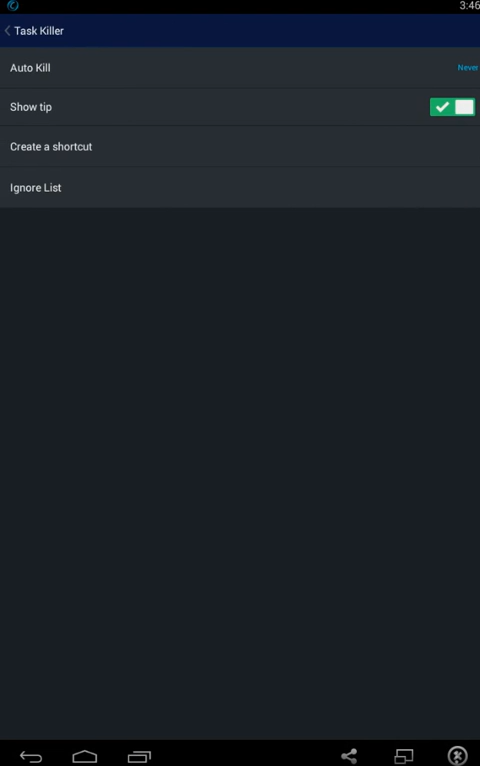 3:46
Task Killer
Auto Kill
Never
Show tip
Create a shortcut
Ignore List